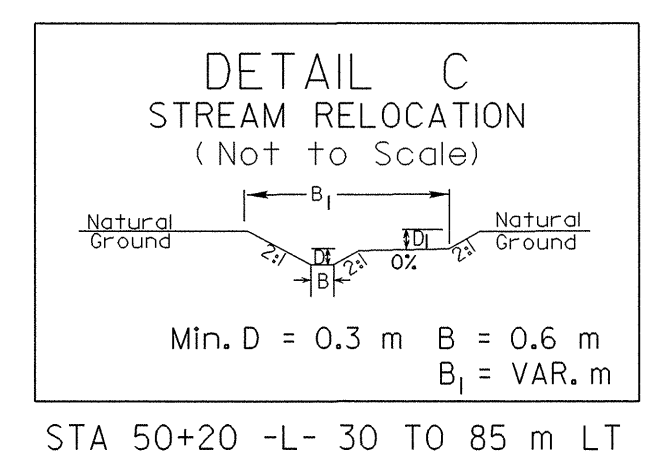 DETAIL C
STREAM RELOCATION
(Not to Scale)
B1
Natural
Ground
Natural
Ground
D1
D
2:1
2:1
0%
2:1
B
Min. D = 0.3 m B = 0.6 m
B1 = VAR. m
STA 50+20 -L- 30 TO 85 m LT